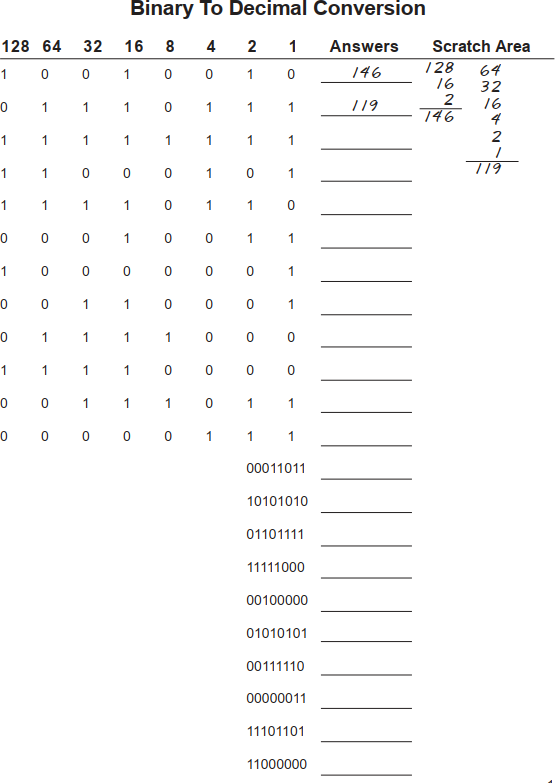 Binary To Decimal Conversion
128 64 32 16 8 4 2 1 Answers Scratch Area
1 0 0 1 0 0 1 0 146 128 64
16 32
0 1 1 1 0 1 1 1 119 2 16
146 4
1 1 1 1 1 1 1 1 2
1
1 1 0 0 0 1 0 1 119
1 1 1 1 0 1 1 0
0 0 0 1 0 0 1 1
1 0 0 0 0 0 0 1
0 0 1 1 0 0 0 1
0 1 1 1 1 0 0 0
1 1 1 1 0 0 0 0
0 0 1 1 1 0 1 1
0 0 0 0 0 1 1 1
00011011
10101010
01101111
11111000
00100000
01010101
00111110
00000011
11101101
11000000